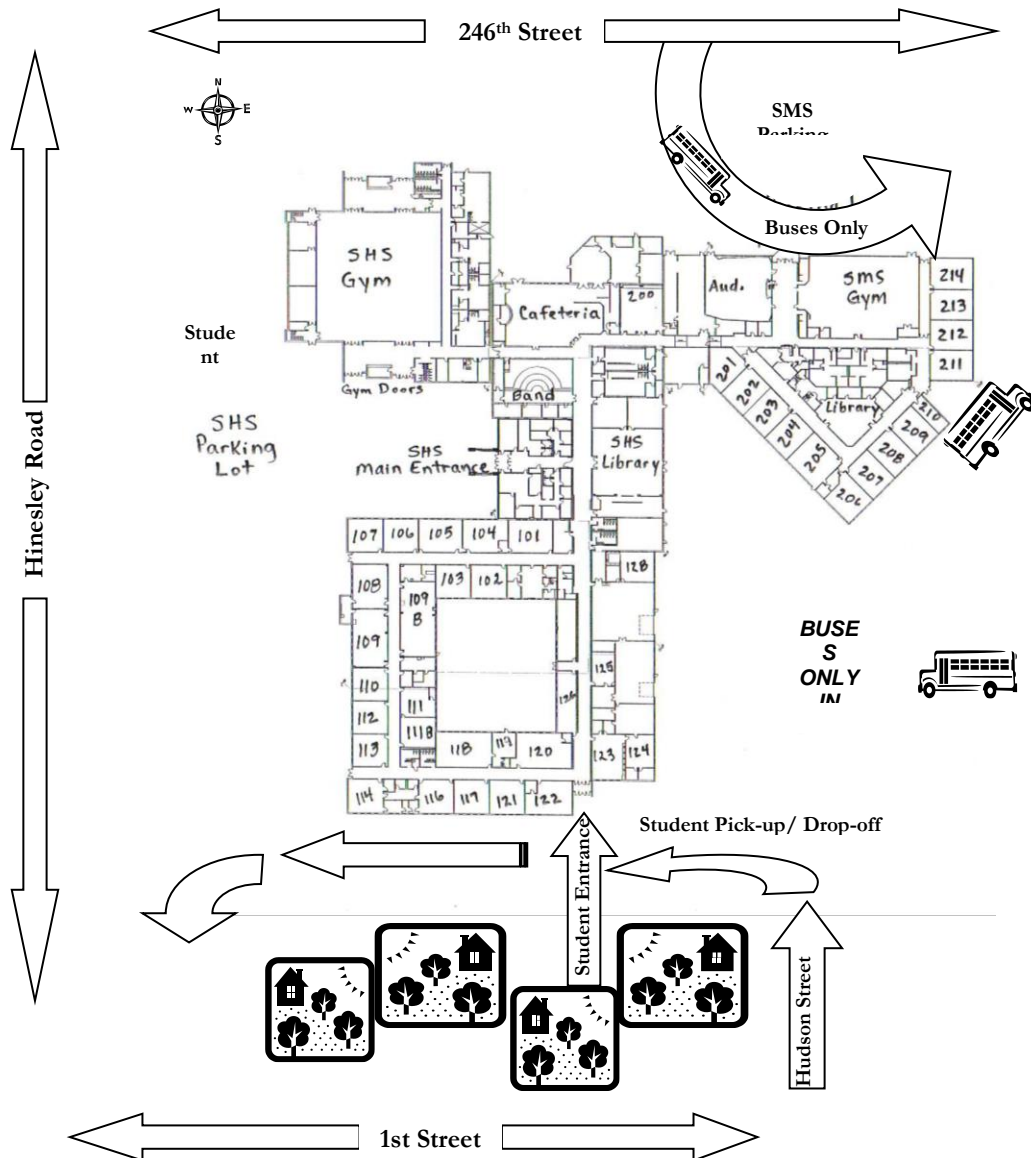 246th Street
N
W E
S
SMS
Parking
Buses Only
SHS
Gym
Cafeteria
200
Aud.
SMS
Gym
214
213
212
211
Stude
nt
Gym Doors
Band
201
202
203
204
205
206
207
208
209
210
Library
SHS
Parking
Lot
SHS
Main Entrance
SHS
Library
Hinesley Road
107 106 105 104 101
103 102
128
108
109
B
109
110
111
112
111B
113
125
126
118
120
123 124
114 116 119 121 122
BUSE
S
ONLY
IN
Student Pick-up/ Drop-off
Student Entrance
Hudson Street
1st Street